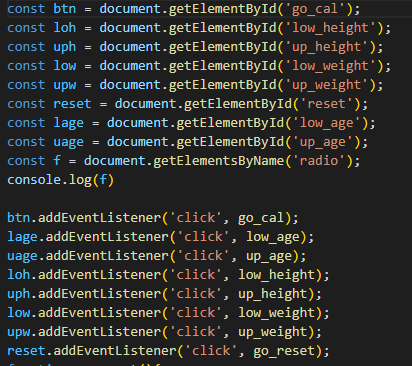 const btn = document.getElementById('go_cal');
const loh = document.getElementById('low_height');
const uph = document.getElementById('up_height');
const low = document.getElementById('low_weight');
const upw = document.getElementById('up_weight');
const reset = document.getElementById('reset');
const lage = document.getElementById('low_age');
const uage = document.getElementById('up_age');
const f = document.getElementsByName('radio');
console.log(f)

btn.addEventListener('click', go_cal);
lage.addEventListener('click', low_age);
uage.addEventListener('click', up_age);
loh.addEventListener('click', low_height);
uph.addEventListener('click', up_height);
low.addEventListener('click', low_weight);
upw.addEventListener('click', up_weight);
reset.addEventListener('click', go_reset);